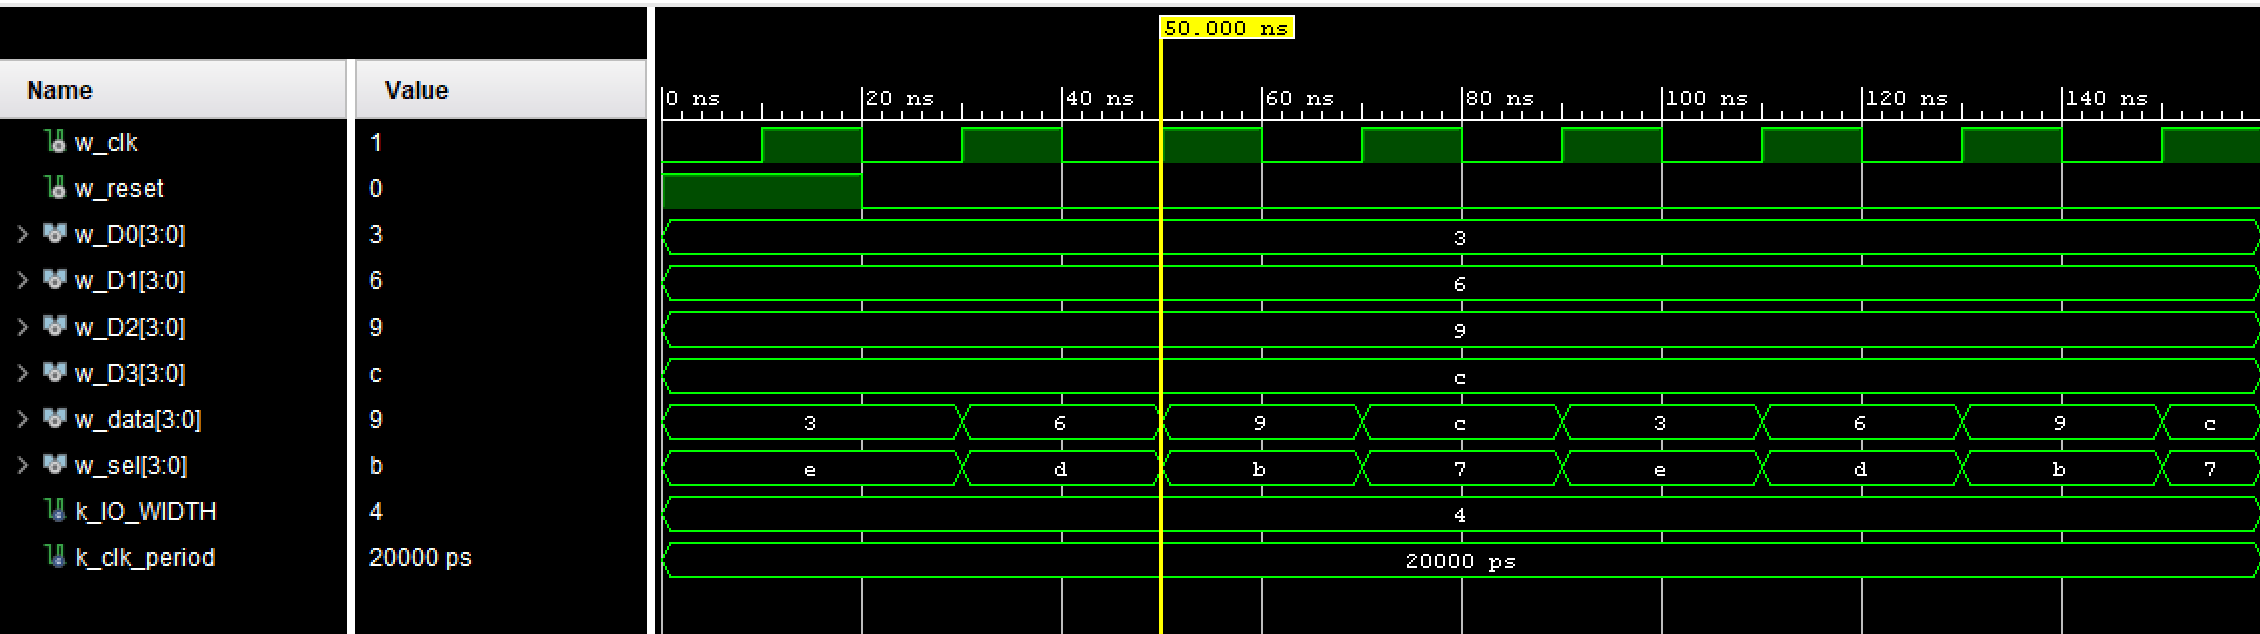 50.000 ns
Name Value
0 ns 20 ns 40 ns 60 ns 80 ns 100 ns 120 ns 140 ns
w_clk 1
w_reset 0
w_D0[3:0] 3 3
w_D1[3:0] 6 6
w_D2[3:0] 9 9
w_D3[3:0] c c
w_data[3:0] 9 3 6 9 c 3 6 9 c
w_sel[3:0] b e d b 7 e d b 7
k_IO_WIDTH 4 4
k_clk_period 20000 ps 20000 ps